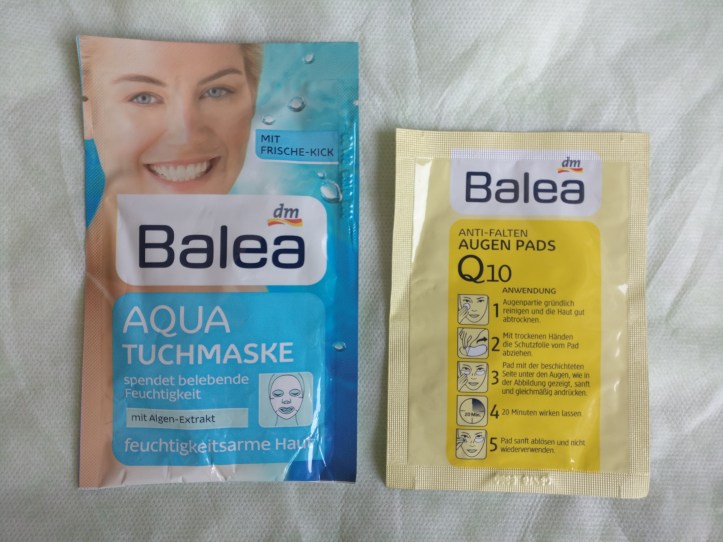 MIT
FRISCHE-KICK
dm
Balea
AQUA
TUCHMASKE
spendet belebende
Feuchtigkeit
mit Algen-Extrakt
feuchtigkeitsarme Haut
dm
Balea
ANTI-FALTEN
AUGEN PADS
Q10
ANWENDUNG
1 Augenpartie gründlich
reinigen und die Haut gut
abtrocknen.
2 Mit trockenen Händen
die Schutzfolie vom Pad
abziehen.
3 Pad mit der beschichteten
Seite unter den Augen, wie in
der Abbildung gezeigt, sanft
und gleichmäßig andrücken.
20 Min.
4 20 Minuten wirken lassen.
5 Pad sanft ablösen und nicht
wiederverwenden.